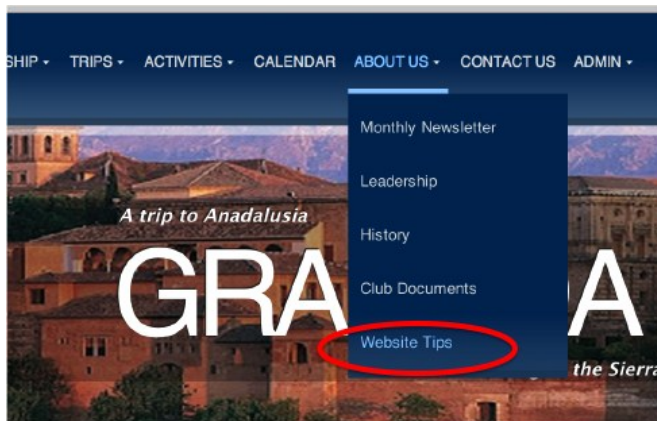 SHIP TRIPS ACTIVITIES CALENDAR ABOUT US CONTACT US ADMIN
Monthly Newsletter
Leadership
History
Club Documents
Website Tips
A trip to Anadalusia
GRA DA
the Sierra